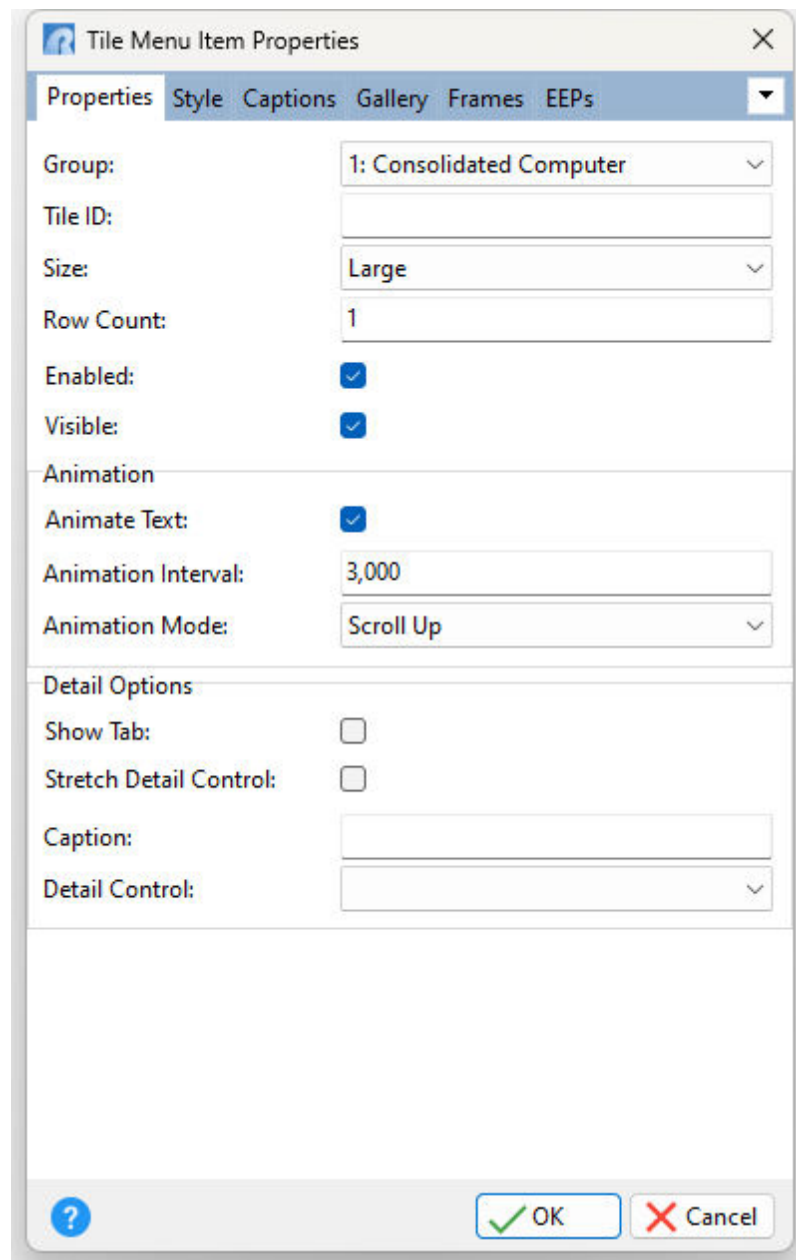 Tile Menu Item Properties
Properties Style Captions Gallery Frames EEPs
Group: 1: Consolidated Computer
Tile ID:
Size: Large
Row Count: 1
Enabled:
Visible:
Animation
Animate Text:
Animation Interval: 3,000
Animation Mode: Scroll Up
Detail Options
Show Tab:
Stretch Detail Control:
Caption:
Detail Control:
? OK Cancel